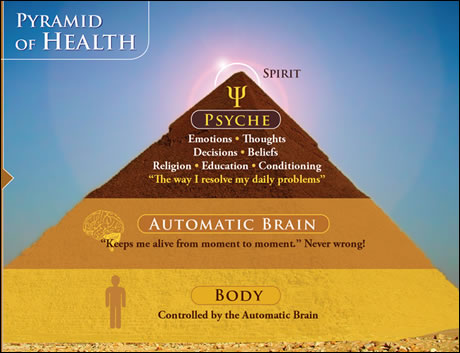 PYRAMID
OF HEALTH
SPIRIT
Ψ
PSYCHE
Emotions • Thoughts
Decisions • Beliefs
Religion • Education • Conditioning
“The way I resolve my daily problems”
AUTOMATIC BRAIN
“Keeps me alive from moment to moment.” Never wrong!
BODY
Controlled by the Automatic Brain